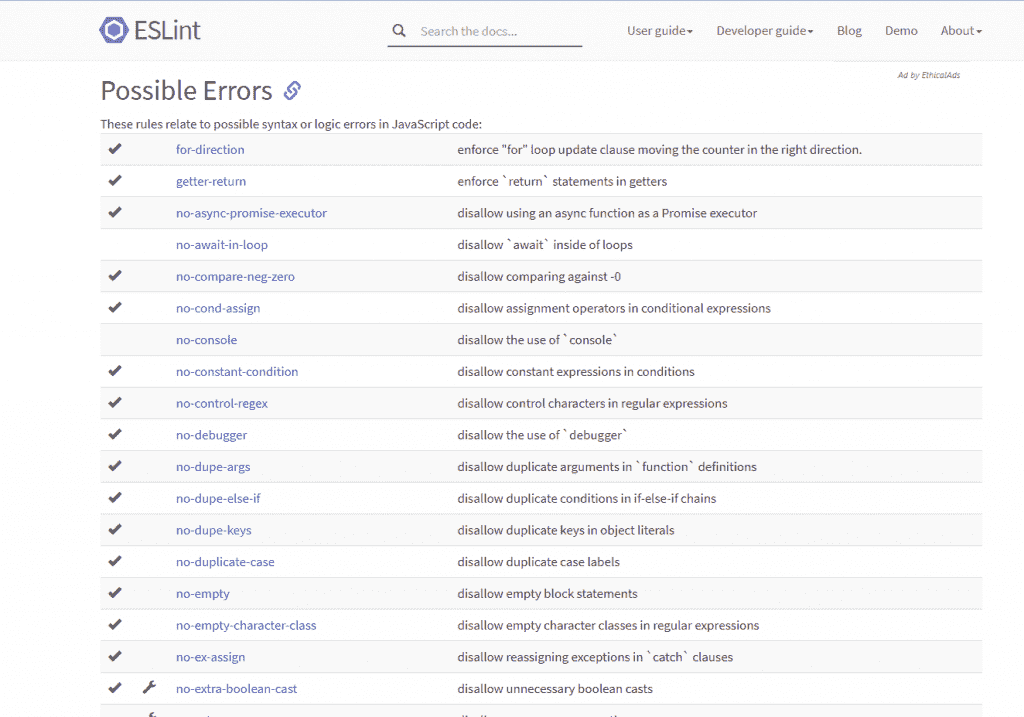 ESLint
Search the docs...
User guide
Developer guide
Blog
Demo
About
Ad by EthicalAds
Possible Errors
These rules relate to possible syntax or logic errors in JavaScript code:
for-direction enforce "for" loop update clause moving the counter in the right direction.
getter-return enforce `return` statements in getters
no-async-promise-executor disallow using an async function as a Promise executor
no-await-in-loop disallow `await` inside of loops
no-compare-neg-zero disallow comparing against -0
no-cond-assign disallow assignment operators in conditional expressions
no-console disallow the use of `console`
no-constant-condition disallow constant expressions in conditions
no-control-regex disallow control characters in regular expressions
no-debugger disallow the use of `debugger`
no-dupe-args disallow duplicate arguments in `function` definitions
no-dupe-else-if disallow duplicate conditions in if-else-if chains
no-dupe-keys disallow duplicate keys in object literals
no-duplicate-case disallow duplicate case labels
no-empty disallow empty block statements
no-empty-character-class disallow empty character classes in regular expressions
no-ex-assign disallow reassigning exceptions in `catch` clauses
no-extra-boolean-cast disallow unnecessary boolean casts